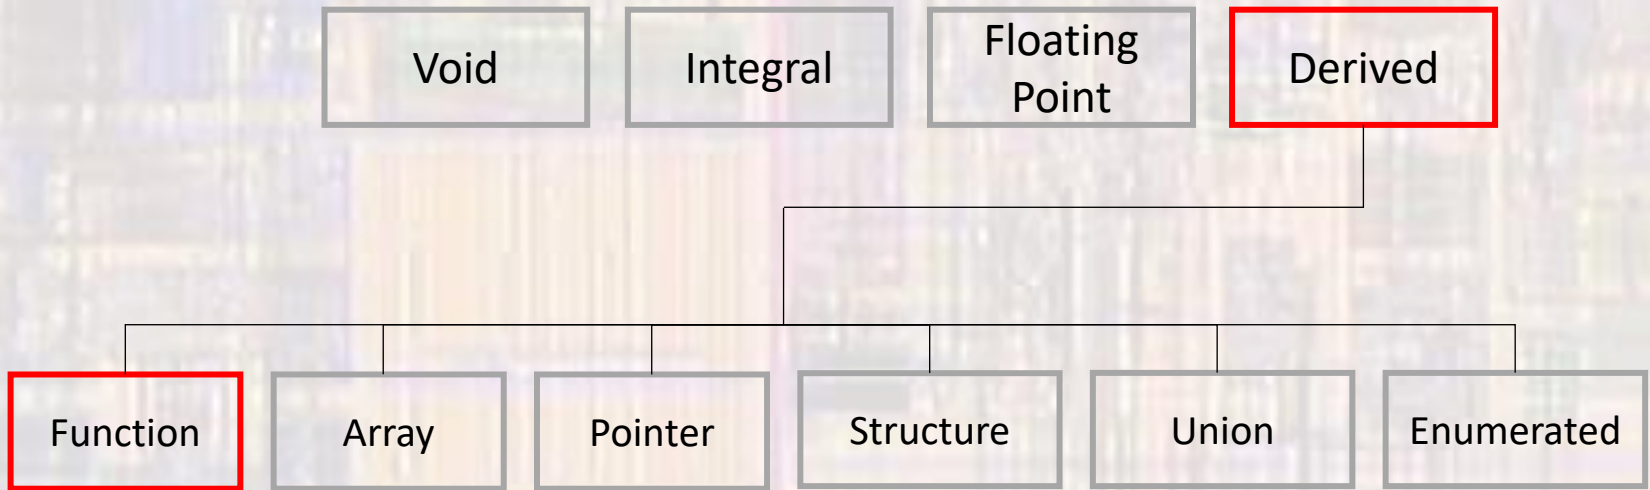 Void
Integral
Floating
Point
Derived
Function
Array
Pointer
Structure
Union
Enumerated